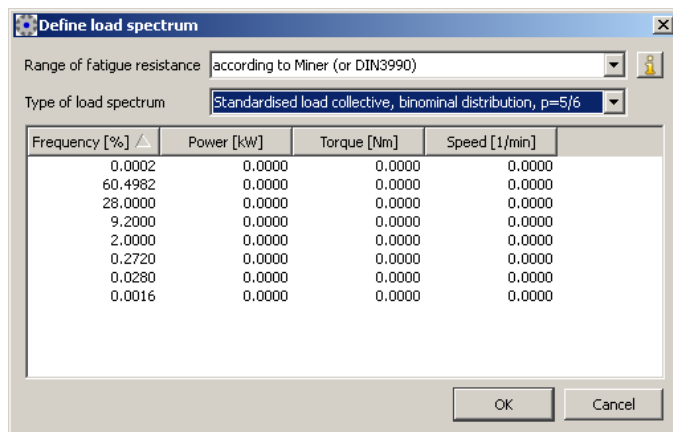 Define load spectrum
Range of fatigue resistance according to Miner (or DIN3990)
Type of load spectrum Standardised load collective, binominal distribution, p=5/6
Frequency [%] Power [kW] Torque [Nm] Speed [1/min]
0.0002 0.0000 0.0000 0.0000
60.4982 0.0000 0.0000 0.0000
28.0000 0.0000 0.0000 0.0000
9.2000 0.0000 0.0000 0.0000
2.0000 0.0000 0.0000 0.0000
0.2720 0.0000 0.0000 0.0000
0.0280 0.0000 0.0000 0.0000
0.0016 0.0000 0.0000 0.0000
OK Cancel